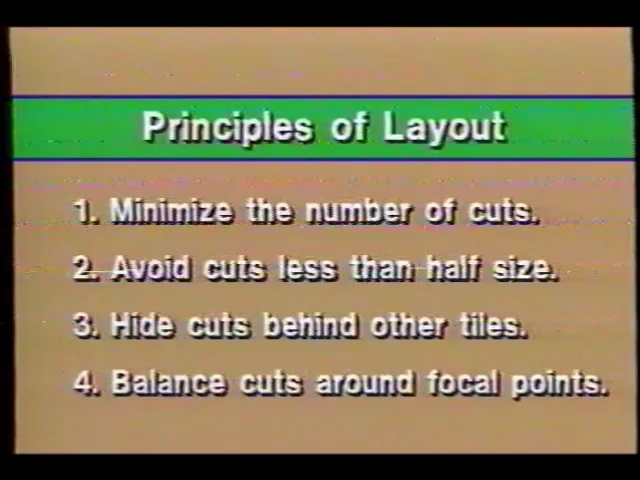 Principles of Layout
1. Minimize the number of cuts.
2. Avoid cuts less than half size.
3. Hide cuts behind other tiles.
4. Balance cuts around focal points.